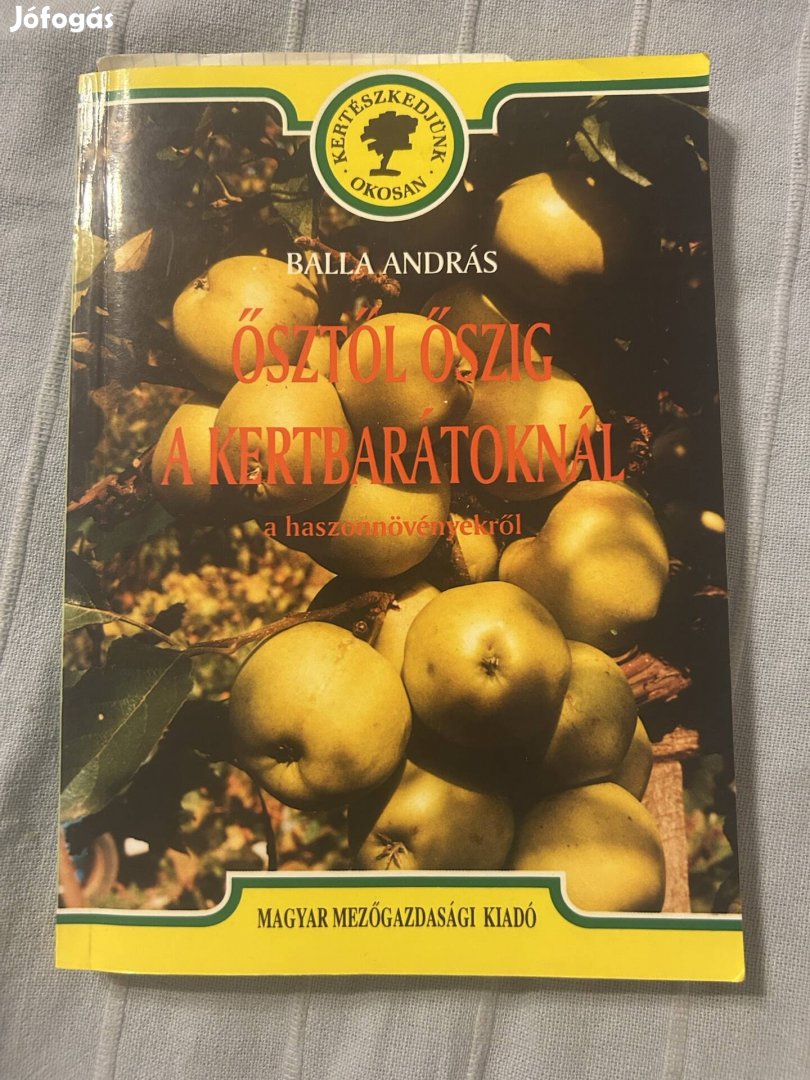 Jófogás
· KERTÉSZKEDJÜNK ·
OKOSAN
BALLA ANDRÁS
ŐSZTŐL ŐSZIG
A KERTBARÁTOKNÁL
a haszonnövényekről
MAGYAR MEZŐGAZDASÁGI KIADÓ